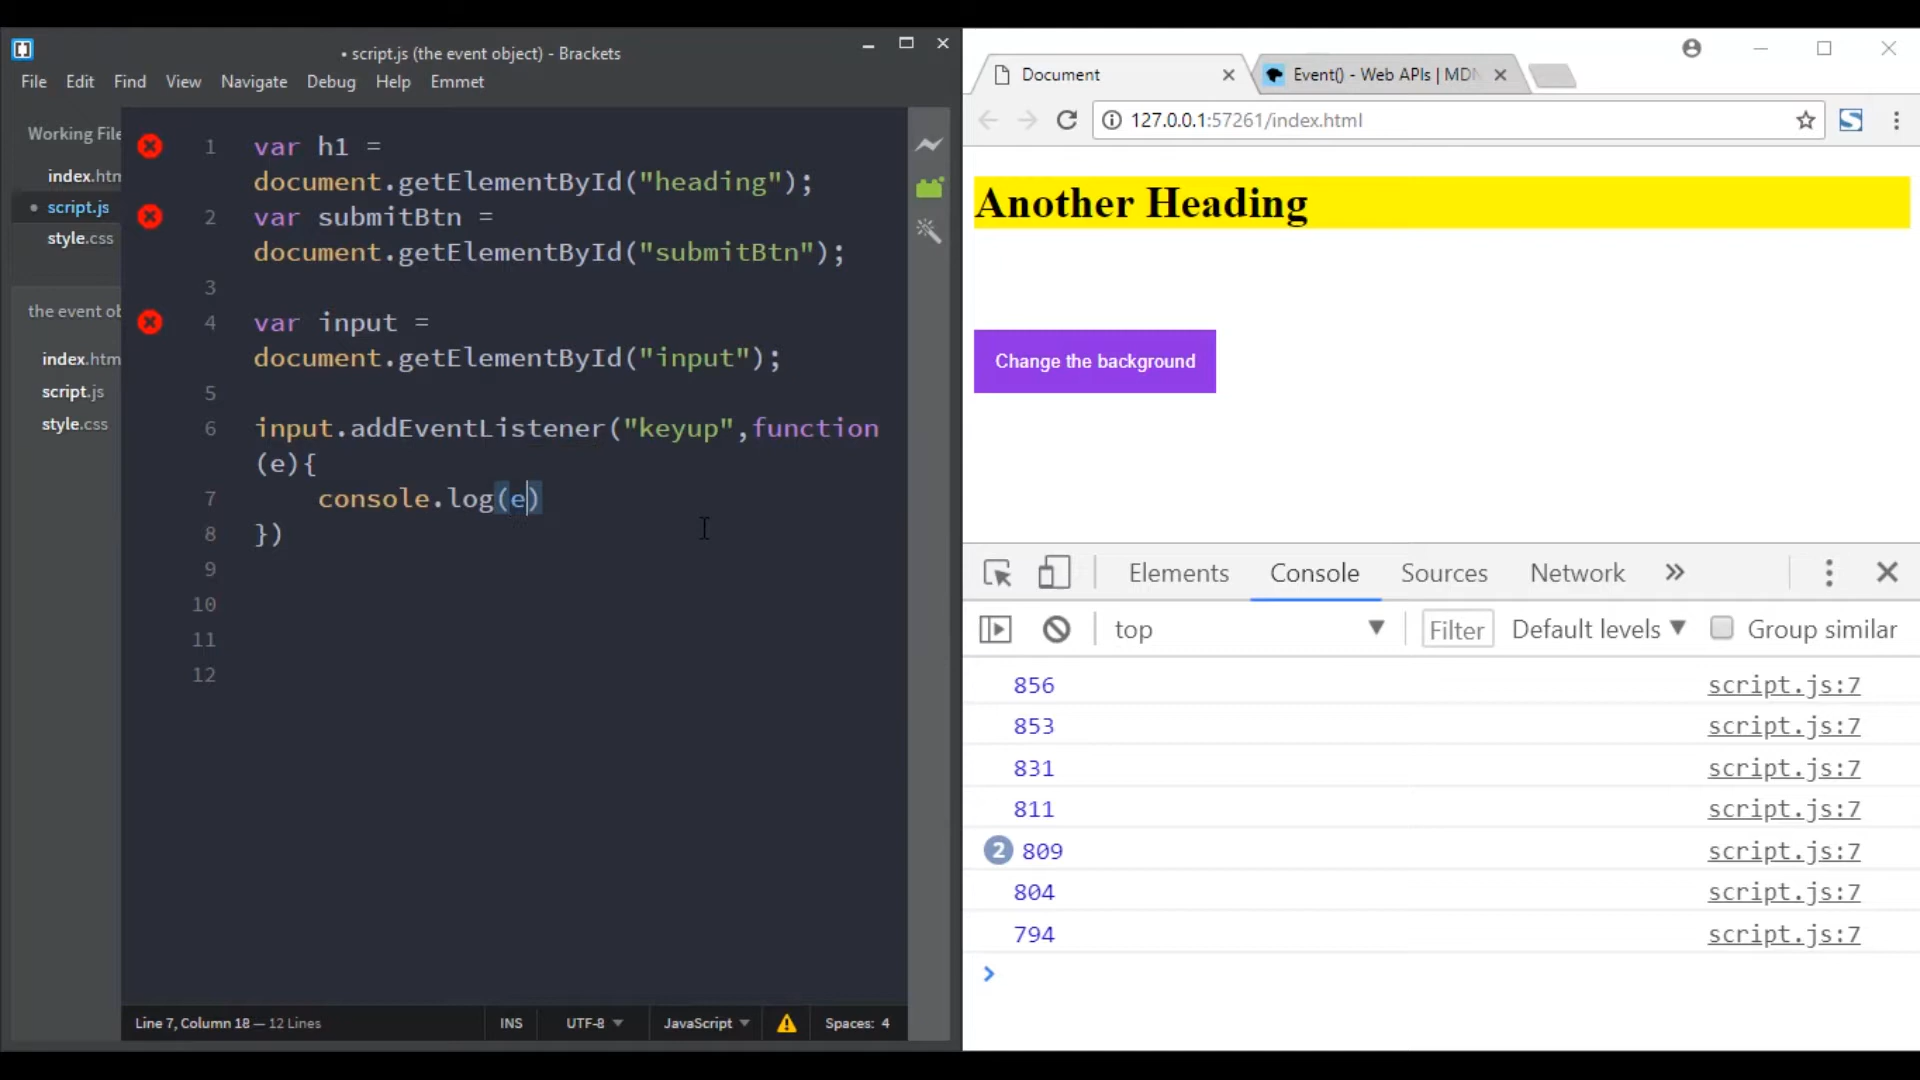 • script.js (the event object) - Brackets
File Edit Find View Navigate Debug Help Emmet
Working File
index.htm
• script.js
style.css
the event ob
index.htm
script.js
style.css
1 var h1 =
document.getElementById("heading");
2 var submitBtn =
document.getElementById("submitBtn");
3
4 var input =
document.getElementById("input");
5
6 input.addEventListener("keyup",function
(e){
7 console.log(e)
8 })
9
10
11
12
Line 7, Column 18 — 12 Lines INS UTF-8 JavaScript Spaces: 4
Document Event() - Web APIs | MDN
127.0.0.1:57261/index.html
Another Heading
Change the background
Elements Console Sources Network »
top Filter Default levels Group similar
856 script.js:7
853 script.js:7
831 script.js:7
811 script.js:7
2 809 script.js:7
804 script.js:7
794 script.js:7